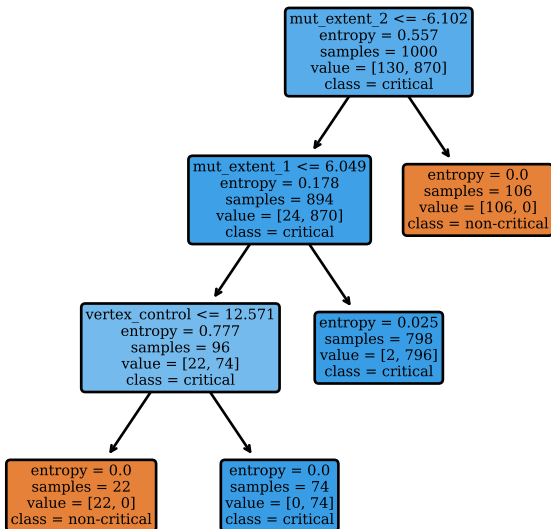 mut_extent_2 <= -6.102
entropy = 0.557
samples = 1000
value = [130, 870]
class = critical
mut_extent_1 <= 6.049
entropy = 0.178
samples = 894
value = [24, 870]
class = critical
entropy = 0.0
samples = 106
value = [106, 0]
class = non-critical
vertex_control <= 12.571
entropy = 0.777
samples = 96
value = [22, 74]
class = critical
entropy = 0.025
samples = 798
value = [2, 796]
class = critical
entropy = 0.0
samples = 22
value = [22, 0]
class = non-critical
entropy = 0.0
samples = 74
value = [0, 74]
class = critical